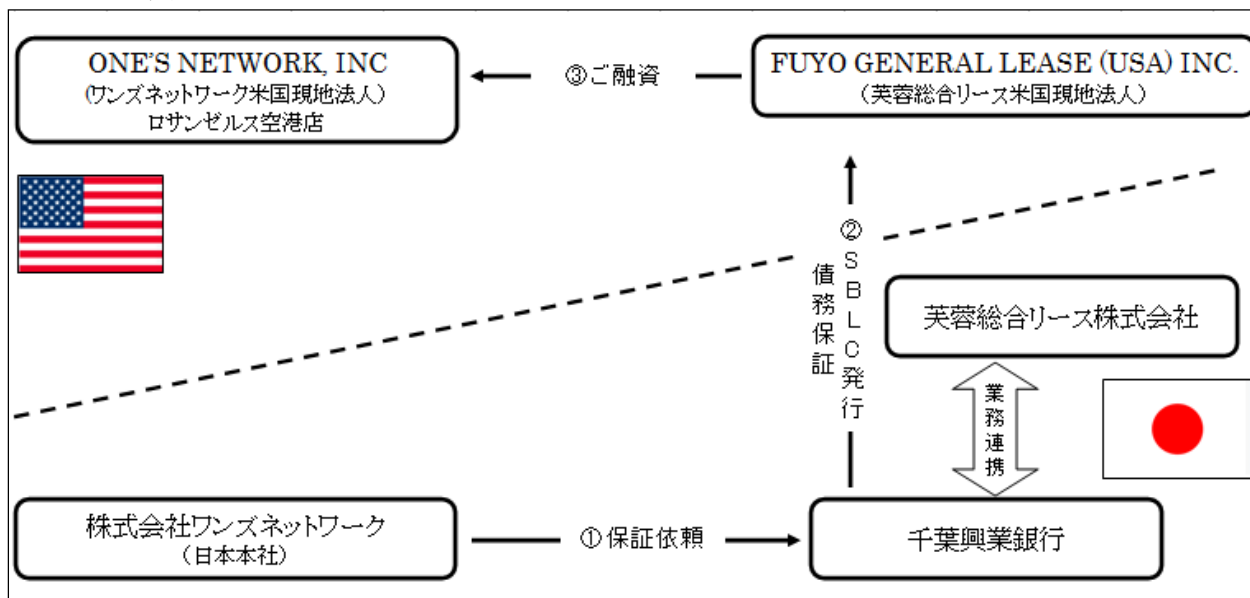 ONE'S NETWORK, INC
(ワンズネットワーク米国現地法人)
ロサンゼルス空港店
③ご融資
FUYO GENERAL LEASE (USA) INC.
(芙蓉総合リース米国現地法人)
②SBLC発行
債務保証
芙蓉総合リース株式会社
業務連携
株式会社ワンズネットワーク
(日本本社)
①保証依頼
千葉興業銀行